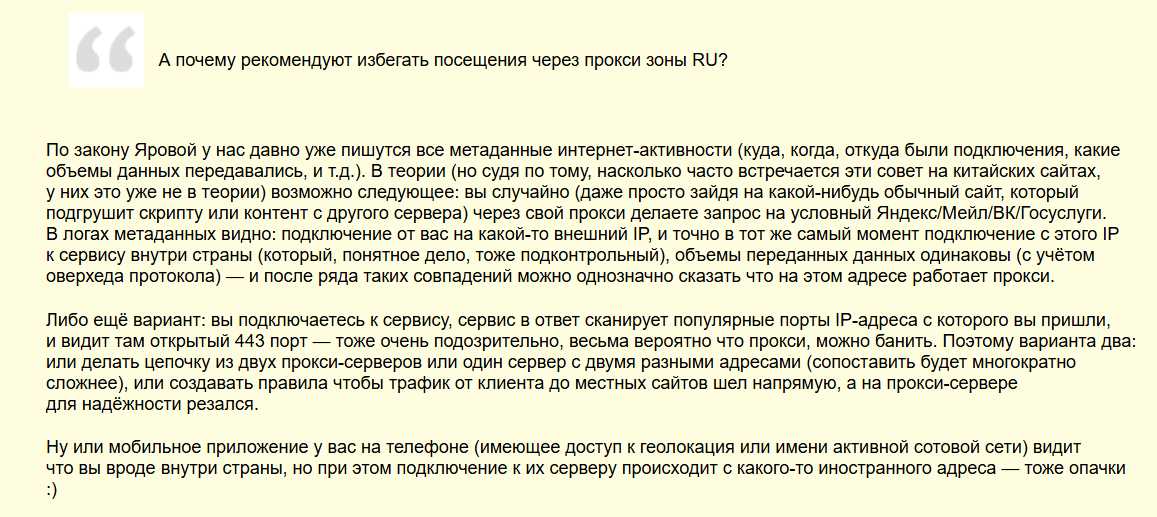 А почему рекомендуют избегать посещения через прокси зоны RU?
По закону Яровой у нас давно уже пишутся все метаданные интернет-активности (куда, когда, откуда были подключения, какие
объемы данных передавались, и т.д.). В теории (но судя по тому, насколько часто встречается эти совет на китайских сайтах,
у них это уже не в теории) возможно следующее: вы случайно (даже просто зайдя на какой-нибудь обычный сайт, который
подгрушит скрипту или контент с другого сервера) через свой прокси делаете запрос на условный Яндекс/Мейл/ВК/Госуслуги.
В логах метаданных видно: подключение от вас на какой-то внешний IP, и точно в тот же самый момент подключение с этого IP
к сервису внутри страны (который, понятное дело, тоже подконтрольный), объемы переданных данных одинаковы (с учётом
оверхеда протокола) — и после ряда таких совпадений можно однозначно сказать что на этом адресе работает прокси.
Либо ещё вариант: вы подключаетесь к сервису, сервис в ответ сканирует популярные порты IP-адреса с которого вы пришли,
и видит там открытый 443 порт — тоже очень подозрительно, весьма вероятно что прокси, можно банить. Поэтому варианта два:
или делать цепочку из двух прокси-серверов или один сервер с двумя разными адресами (сопоставить будет многократно
сложнее), или создавать правила чтобы трафик от клиента до местных сайтов шел напрямую, а на прокси-сервере
для надёжности резался.
Ну или мобильное приложение у вас на телефоне (имеющее доступ к геолокация или имени активной сотовой сети) видит
что вы вроде внутри страны, но при этом подключение к их серверу происходит с какого-то иностранного адреса — тоже опачки
:)